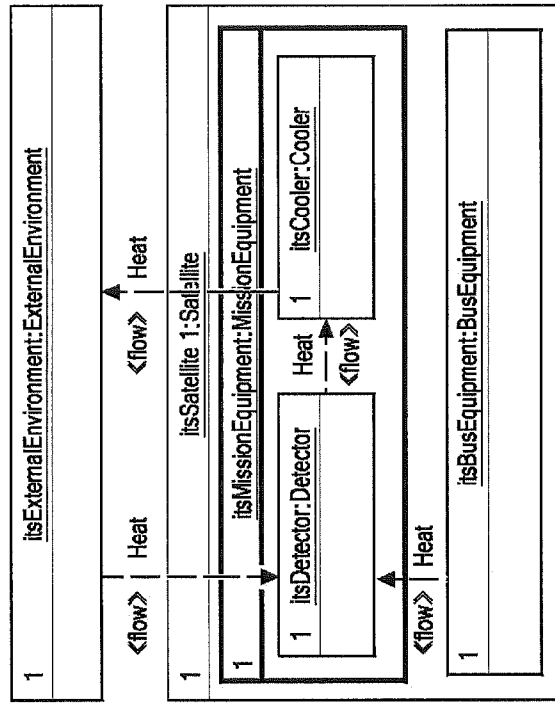 1
itsExternalEnvironment:ExternalEnvironment
<<flow>>
Heat
<<flow>>
Heat
1
itsSatellite 1:Satellite
1
itsMissionEquipment:MissionEquipment
1
itsDetector:Detector
Heat
<<flow>>
1
itsCooler:Cooler
<<flow>>
Heat
1
itsBusEquipment:BusEquipment